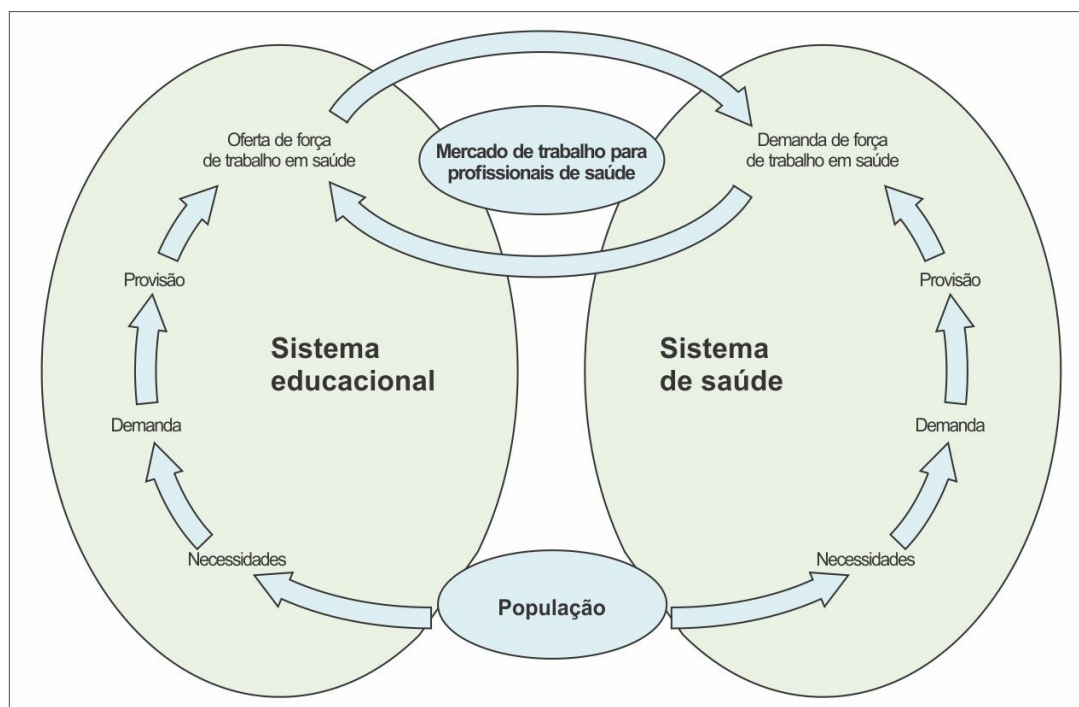 Oferta de força
de trabalho em saúde
Mercado de trabalho para
profissionais de saúde
Demanda de força
de trabalho em saúde
Provisão
Provisão
Sistema
educacional
Sistema
de saúde
Demanda
Demanda
Necessidades
Necessidades
População